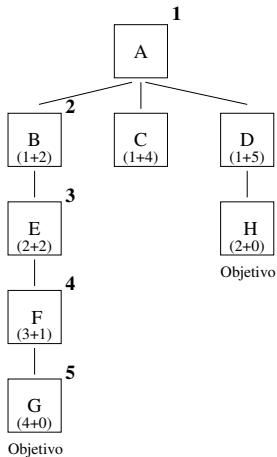 1
A
2
B
(1+2)
C
(1+4)
D
(1+5)
3
E
(2+2)
H
(2+0)
Objetivo
4
F
(3+1)
5
G
(4+0)
Objetivo